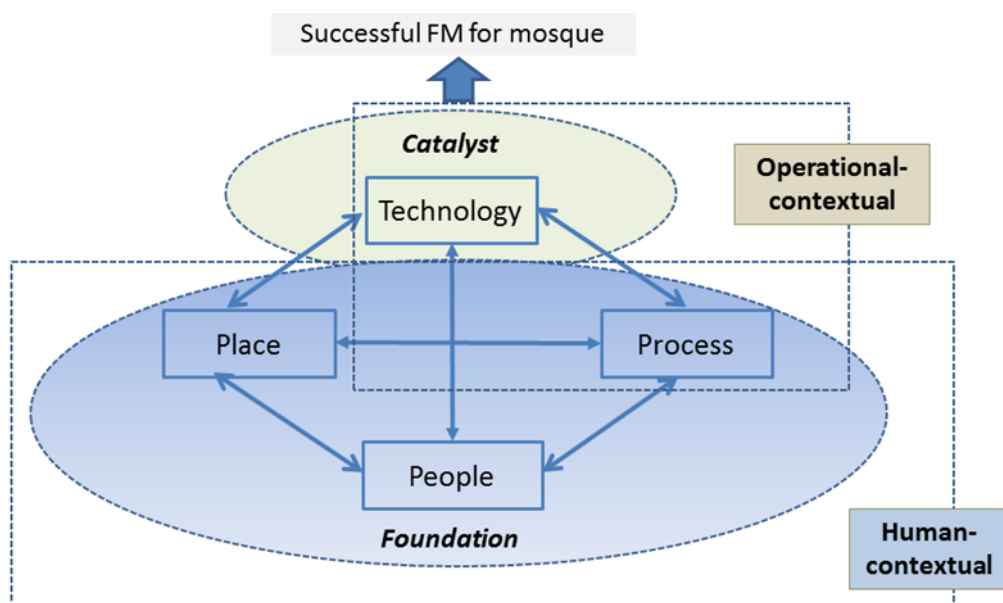 Successful FM for mosque
Catalyst
Operational-
contextual
Technology
Place
Process
People
Foundation
Human-
contextual